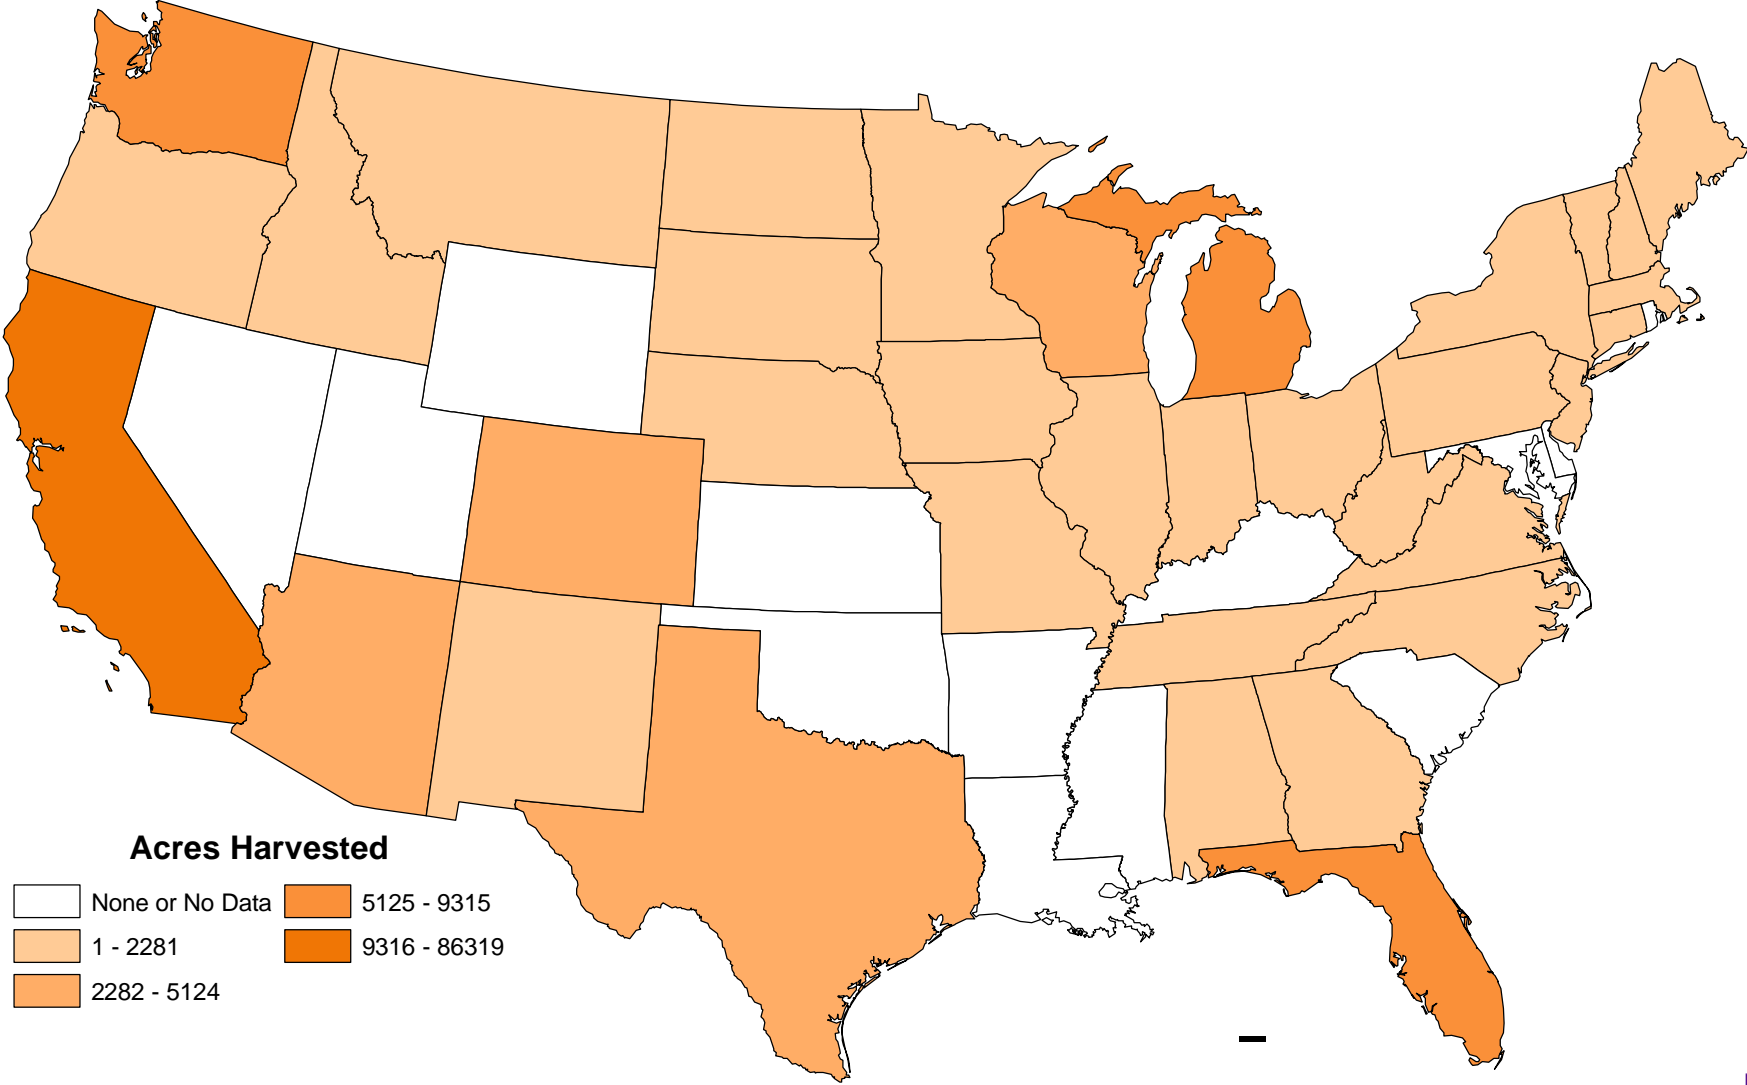 Acres Harvested
None or No Data
1 - 2281
2282 - 5124
5125 - 9315
9316 - 86319